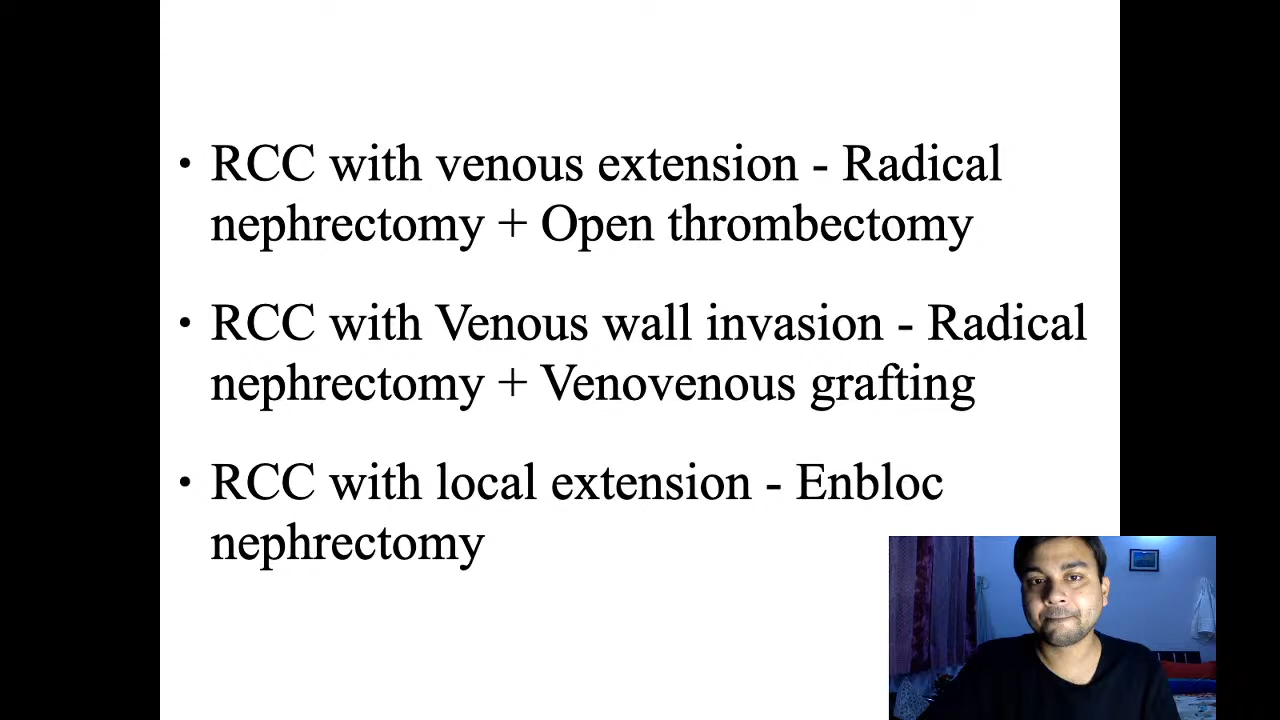 • RCC with venous extension - Radical
nephrectomy + Open thrombectomy
• RCC with Venous wall invasion - Radical
nephrectomy + Venovenous grafting
• RCC with local extension - Enbloc
nephrectomy